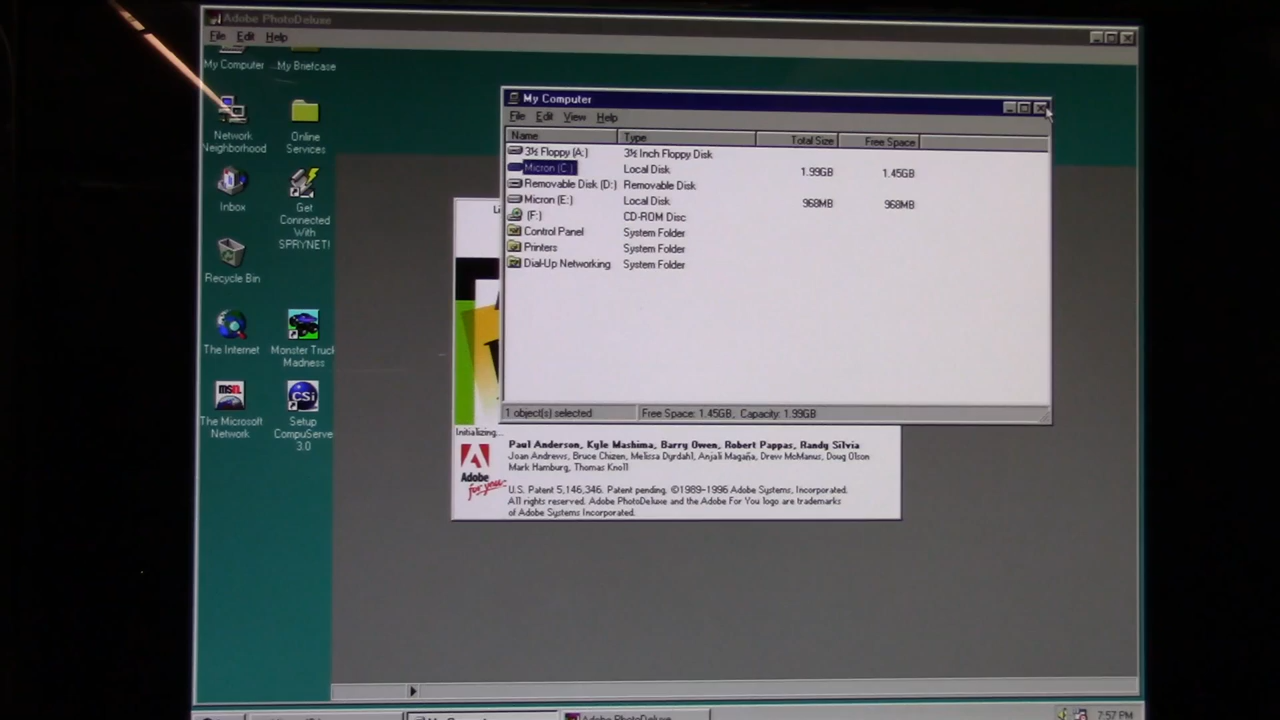 Adobe PhotoDeluxe
File Edit Help
My Computer My Briefcase
Network Neighborhood
Online Services
Inbox
Get Connected With SPRYNET!
Recycle Bin
The Internet
Monster Truck Madness
msn
The Microsoft Network
CSi
Setup CompuServe 3.0
My Computer
File Edit View Help
Name Type Total Size Free Space
3½ Floppy (A:) 3½ Inch Floppy Disk
Micron (C:) Local Disk 1.99GB 1.45GB
Removable Disk (D:) Removable Disk
Micron (E:) Local Disk 968MB 968MB
(F:) CD-ROM Disc
Control Panel System Folder
Printers System Folder
Dial-Up Networking System Folder
1 object(s) selected Free Space: 1.45GB, Capacity: 1.99GB
Li
Initializing...
Paul Anderson, Kyle Mashima, Barry Owen, Robert Pappas, Randy Silvia
Joan Andrews, Bruce Chizen, Melissa Dyrdahl, Anjali Magaña, Drew McManus, Doug Olson
Mark Hamburg, Thomas Knoll
Adobe
for you
U.S. Patent 5,146,346. Patent pending. ©1989-1996 Adobe Systems, Incorporated.
All rights reserved. Adobe PhotoDeluxe and the Adobe For You logo are trademarks
of Adobe Systems Incorporated.
My Computer Adobe PhotoDeluxe 7:57 PM